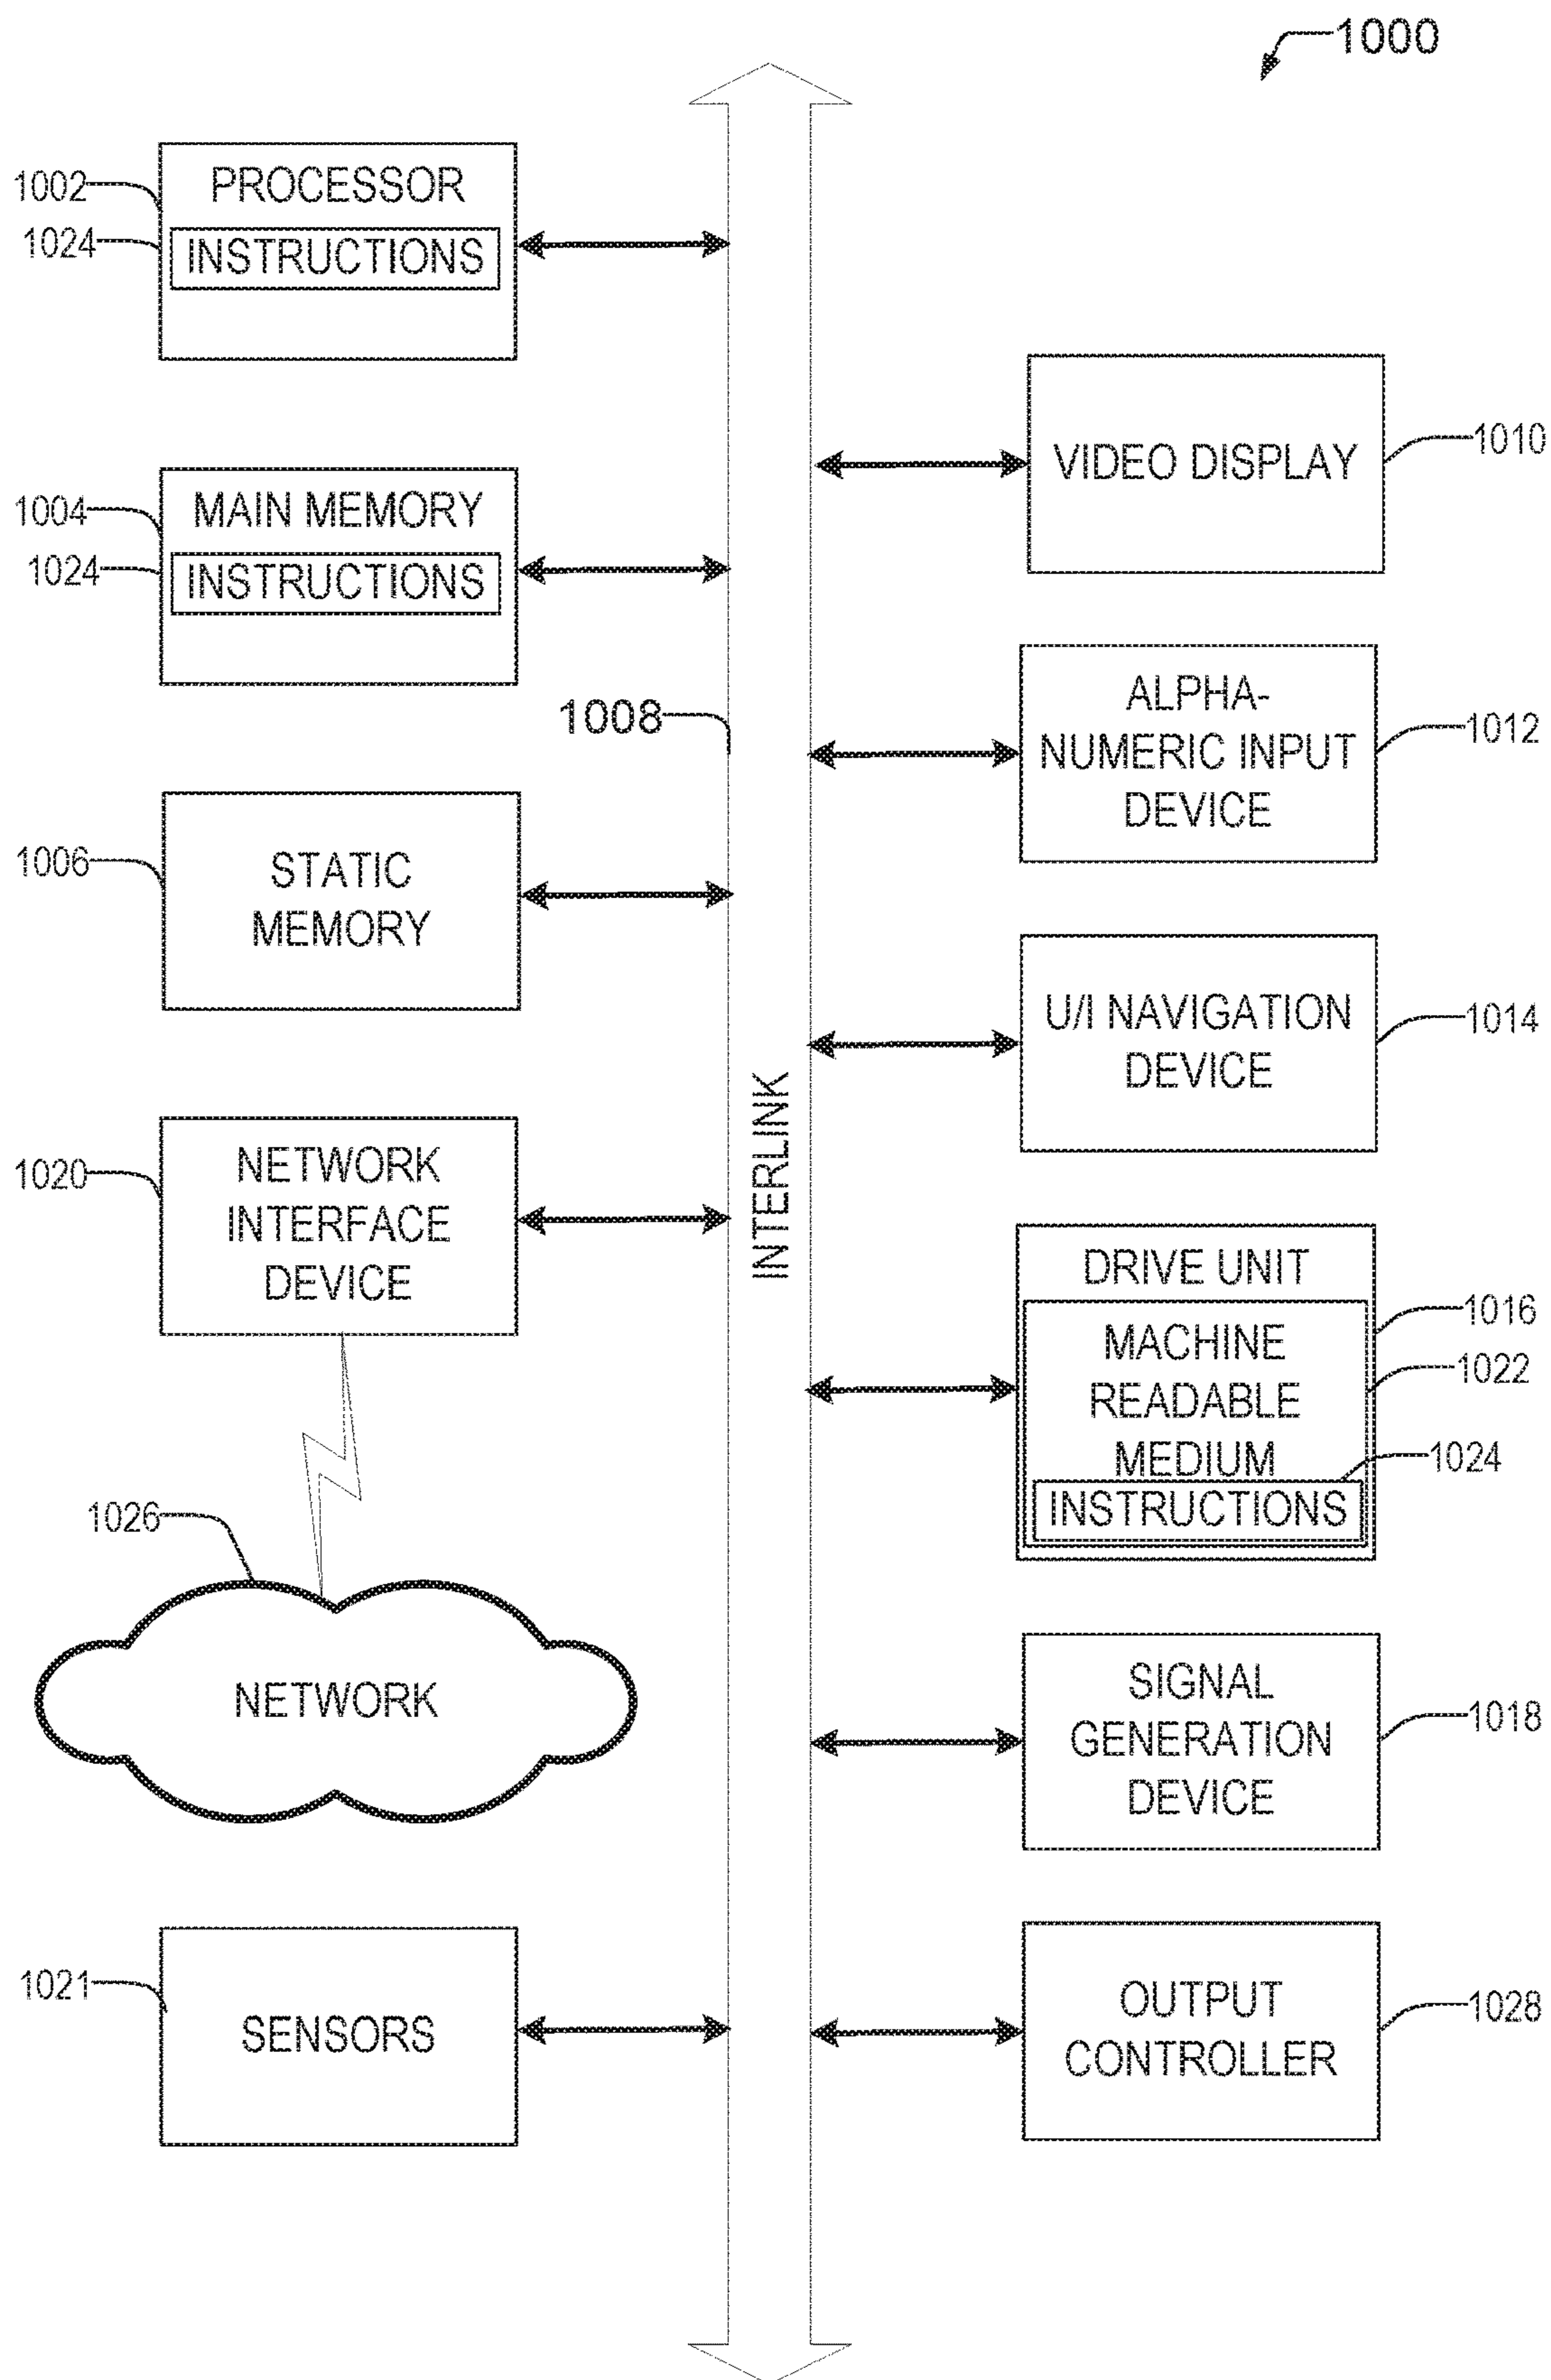 1000
PROCESSOR
1002
1024
INSTRUCTIONS
MAIN MEMORY
1004
1024
INSTRUCTIONS
1008
STATIC
MEMORY
1006
NETWORK
INTERFACE
DEVICE
1020
1026
NETWORK
1021
SENSORS
INTERLINK
VIDEO DISPLAY
1010
ALPHA-
NUMERIC INPUT
DEVICE
1012
U/I NAVIGATION
DEVICE
1014
DRIVE UNIT
1016
MACHINE
READABLE
MEDIUM
1022
1024
INSTRUCTIONS
SIGNAL
GENERATION
DEVICE
1018
OUTPUT
CONTROLLER
1028